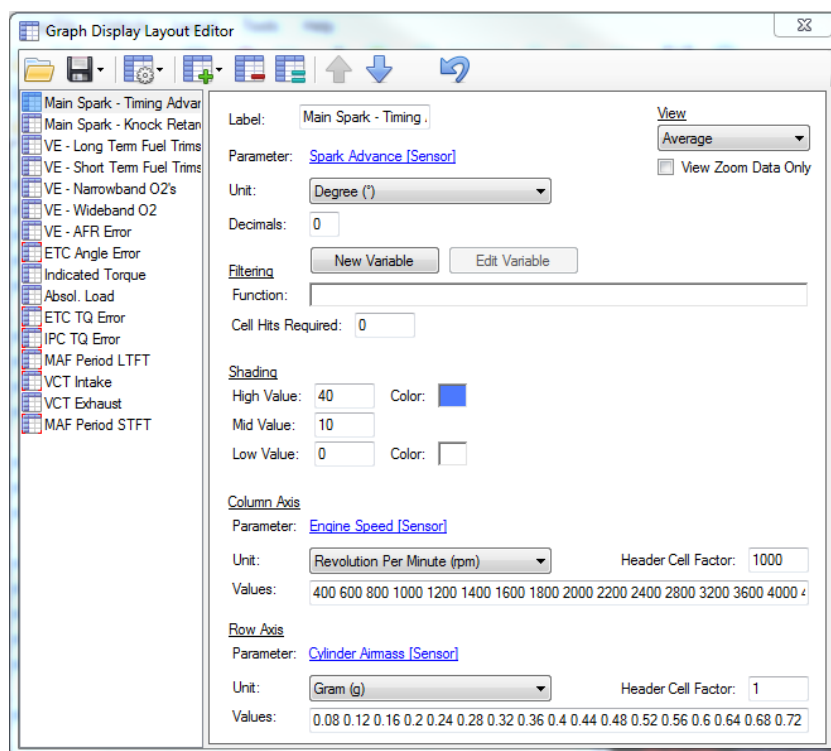 Graph Display Layout Editor
Main Spark - Timing Advar
Main Spark - Knock Retar
VE - Long Term Fuel Trims
VE - Short Term Fuel Trims
VE - Narrowband O2's
VE - Wideband O2
VE - AFR Error
ETC Angle Error
Indicated Torque
Absol. Load
ETC TQ Error
IPC TQ Error
MAF Period LTFT
VCT Intake
VCT Exhaust
MAF Period STFT
Label: Main Spark - Timing
View
Average
View Zoom Data Only
Parameter: Spark Advance [Sensor]
Unit: Degree (°)
Decimals: 0
New Variable Edit Variable
Filtering
Function:
Cell Hits Required: 0
Shading
High Value: 40 Color:
Mid Value: 10
Low Value: 0 Color:
Column Axis
Parameter: Engine Speed [Sensor]
Unit: Revolution Per Minute (rpm) Header Cell Factor: 1000
Values: 400 600 800 1000 1200 1400 1600 1800 2000 2200 2400 2800 3200 3600 4000
Row Axis
Parameter: Cylinder Airmass [Sensor]
Unit: Gram (g) Header Cell Factor: 1
Values: 0.08 0.12 0.16 0.2 0.24 0.28 0.32 0.36 0.4 0.44 0.48 0.52 0.56 0.6 0.64 0.68 0.72